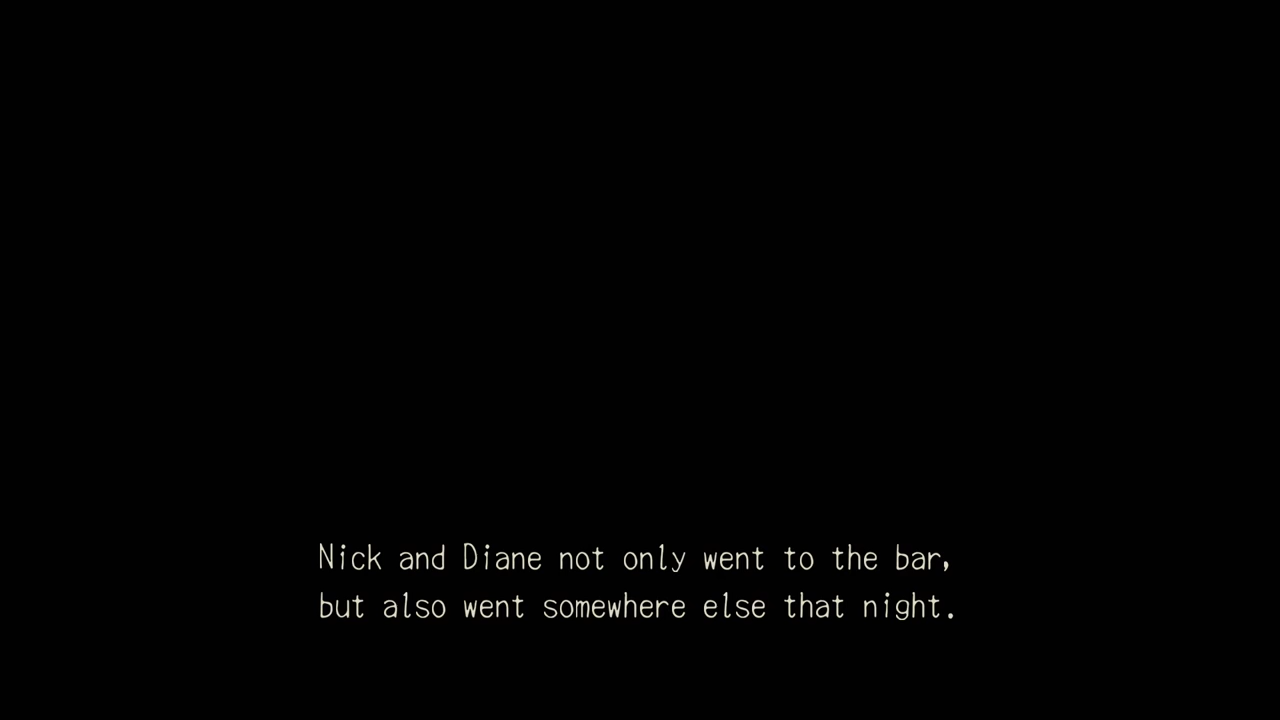 Nick and Diane not only went to the bar,
but also went somewhere else that night.